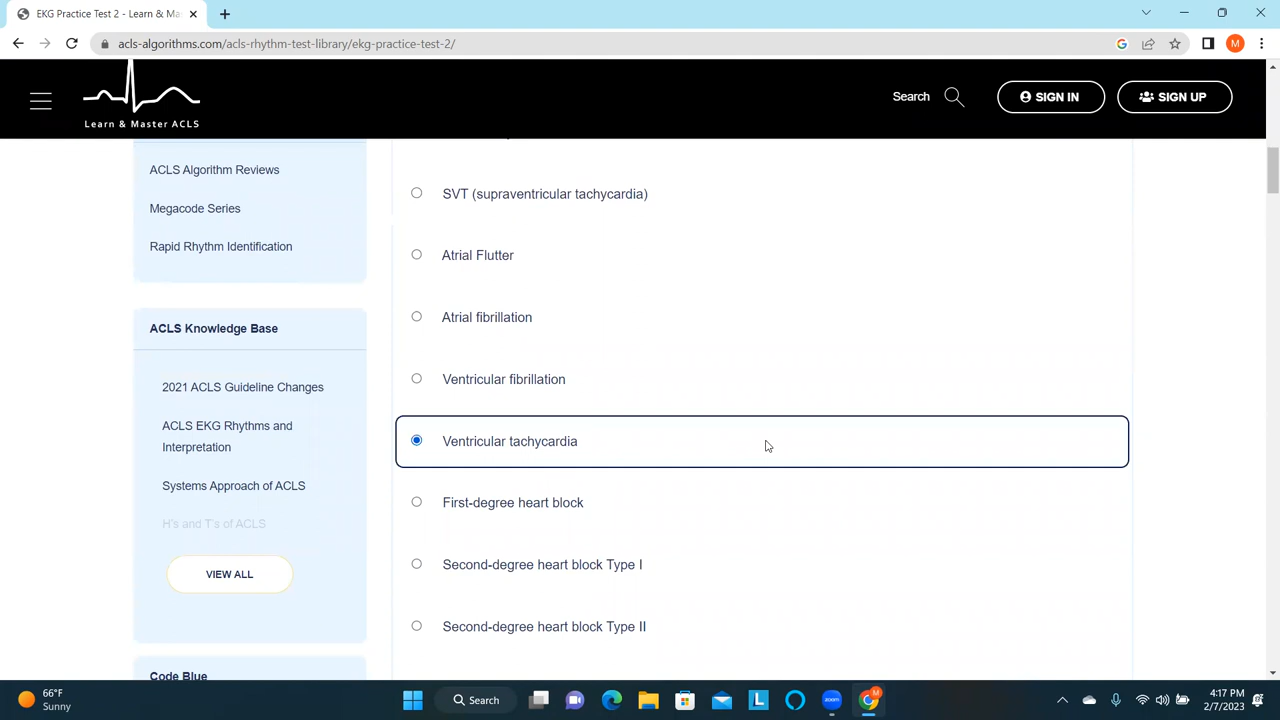 EKG Practice Test 2 - Learn & Ma
acls-algorithms.com/acls-rhythm-test-library/ekg-practice-test-2/
M
Learn & Master ACLS
Search
SIGN IN
SIGN UP
ACLS Algorithm Reviews
Megacode Series
Rapid Rhythm Identification
ACLS Knowledge Base
2021 ACLS Guideline Changes
ACLS EKG Rhythms and
Interpretation
Systems Approach of ACLS
H's and T's of ACLS
VIEW ALL
Code Blue
SVT (supraventricular tachycardia)
Atrial Flutter
Atrial fibrillation
Ventricular fibrillation
Ventricular tachycardia
First-degree heart block
Second-degree heart block Type I
Second-degree heart block Type II
66°F
Sunny
Search
L
zoom
M
4:17 PM
2/7/2023